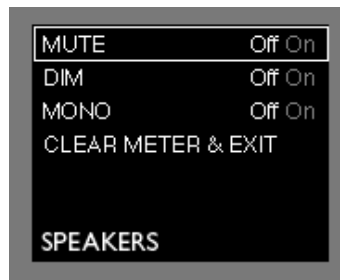 MUTE Off On
DIM Off On
MONO Off On
CLEAR METER & EXIT
SPEAKERS